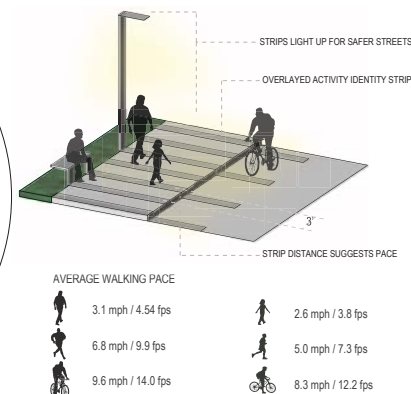 STRIPS LIGHT UP FOR SAFER STREETS
OVERLAYED ACTIVITY IDENTITY STRIP
3'
STRIP DISTANCE SUGGESTS PACE
AVERAGE WALKING PACE
3.1 mph / 4.54 fps
2.6 mph / 3.8 fps
6.8 mph / 9.9 fps
5.0 mph / 7.3 fps
9.6 mph / 14.0 fps
8.3 mph / 12.2 fps